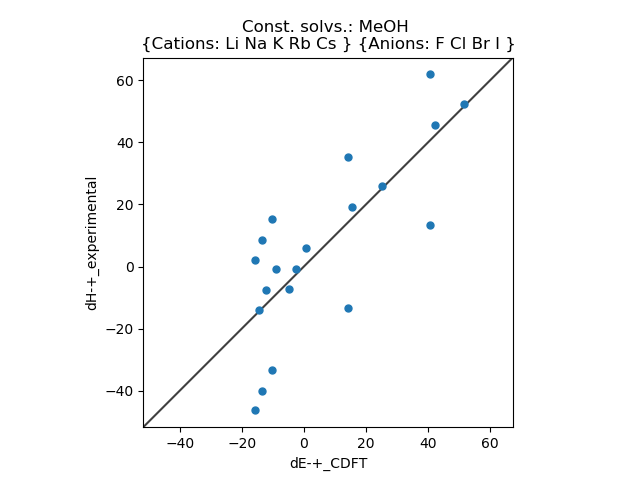 Const. solvs.: MeOH
{Cations: Li Na K Rb Cs } {Anions: F Cl Br I }
60
40
20
0
−20
−40
dH-+_experimental
−40 −20 0 20 40 60
dE-+_CDFT